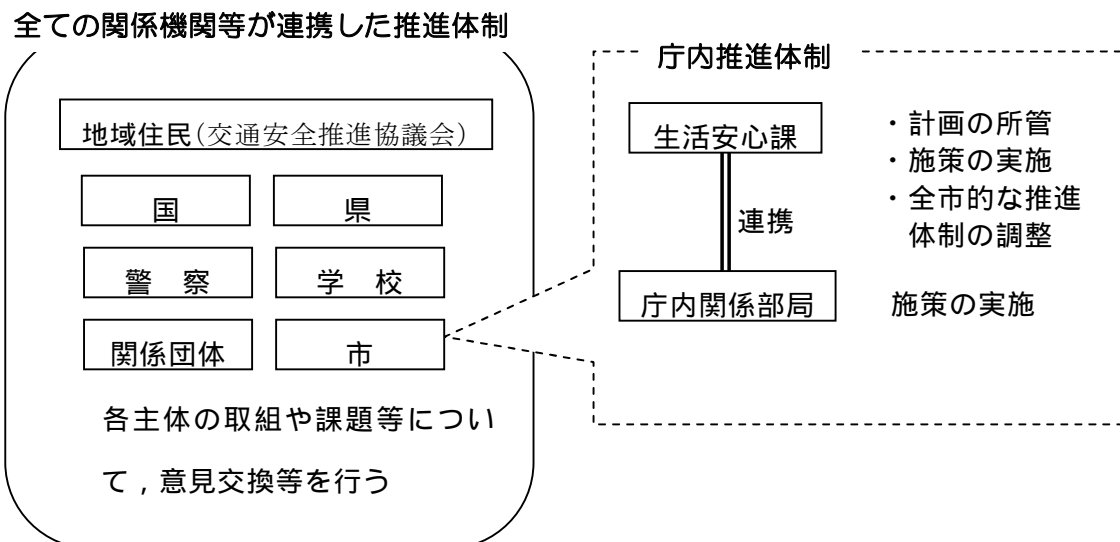 全ての関係機関等が連携した推進体制
地域住民(交通安全推進協議会)
国
県
警　察
学　校
関係団体
市
各主体の取組や課題等につい
て，意見交換等を行う
庁内推進体制
生活安心課
・計画の所管
・施策の実施
・全市的な推進
体制の調整
連携
庁内関係部局
施策の実施